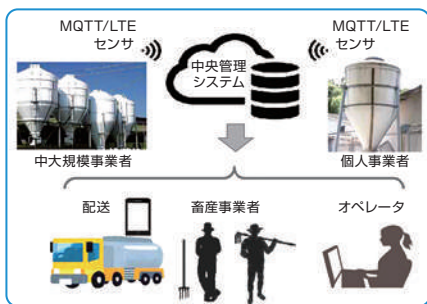 MQTT/LTE
センサ
MQTT/LTE
センサ
中央管理
システム
中大規模事業者
個人事業者
配送
畜産事業者
オペレータ